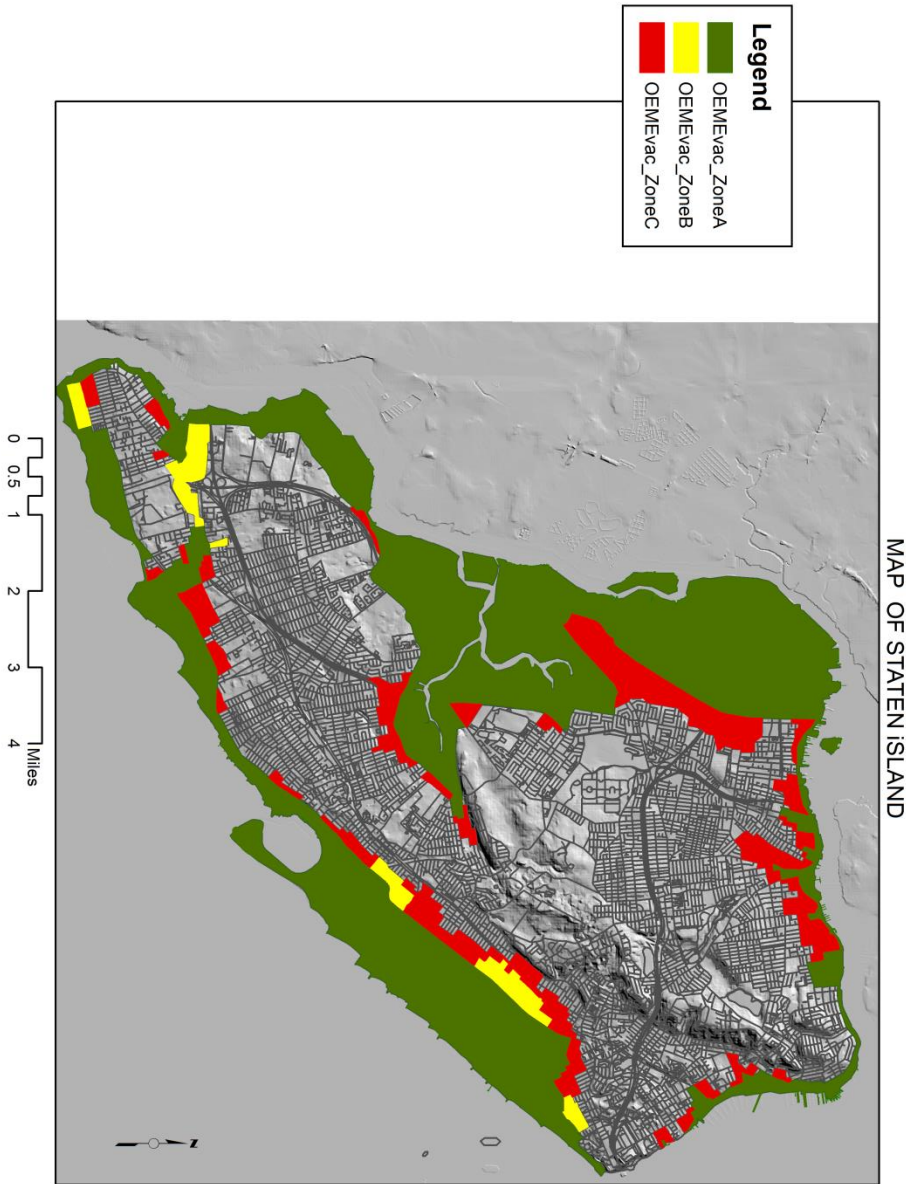 MAP OF STATEN iSLAND
Legend
OEMEvac_ZoneA
OEMEvac_ZoneB
OEMEvac_ZoneC
0 0.5 1 2 3 4
Miles
N